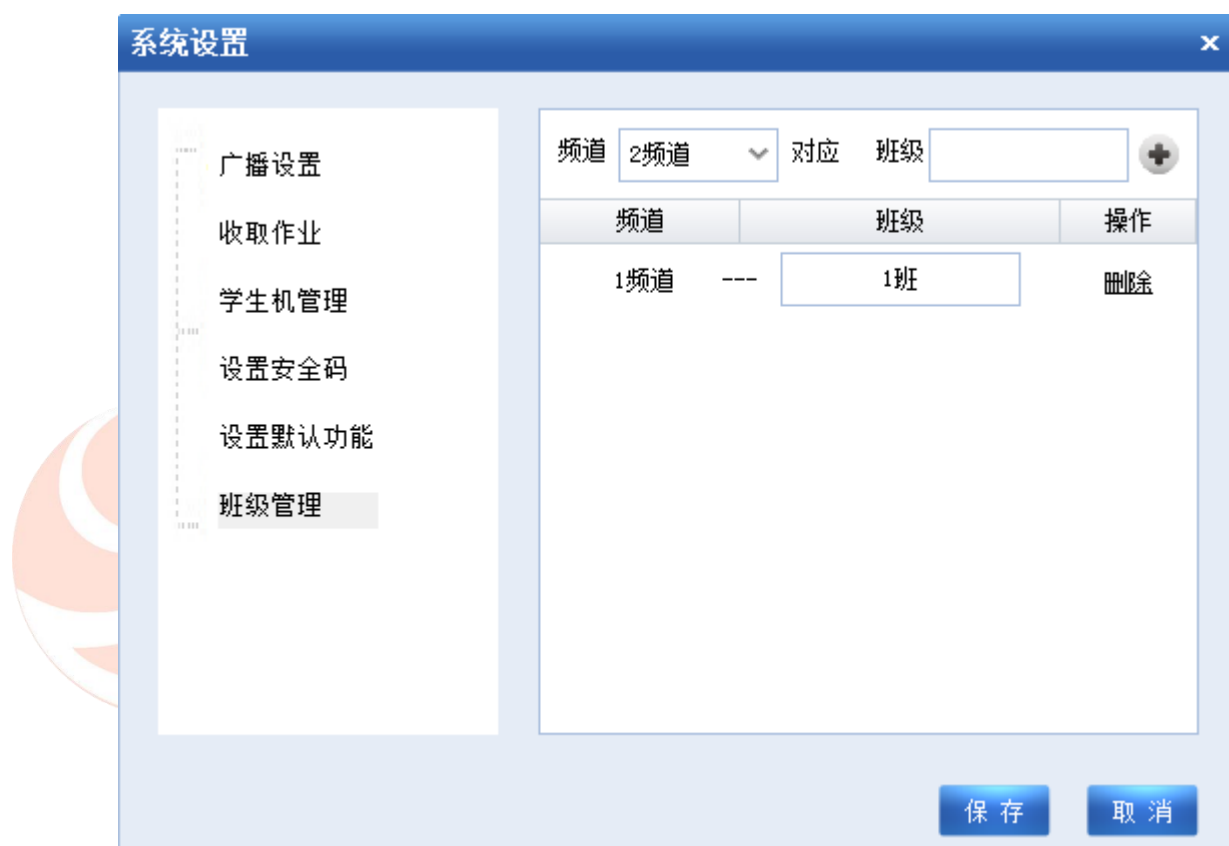 系统设置
广播设置
收取作业
学生机管理
设置安全码
设置默认功能
班级管理
频道 2频道 对应 班级
频道 班级 操作
1频道 --- 1班 删除
保存 取消